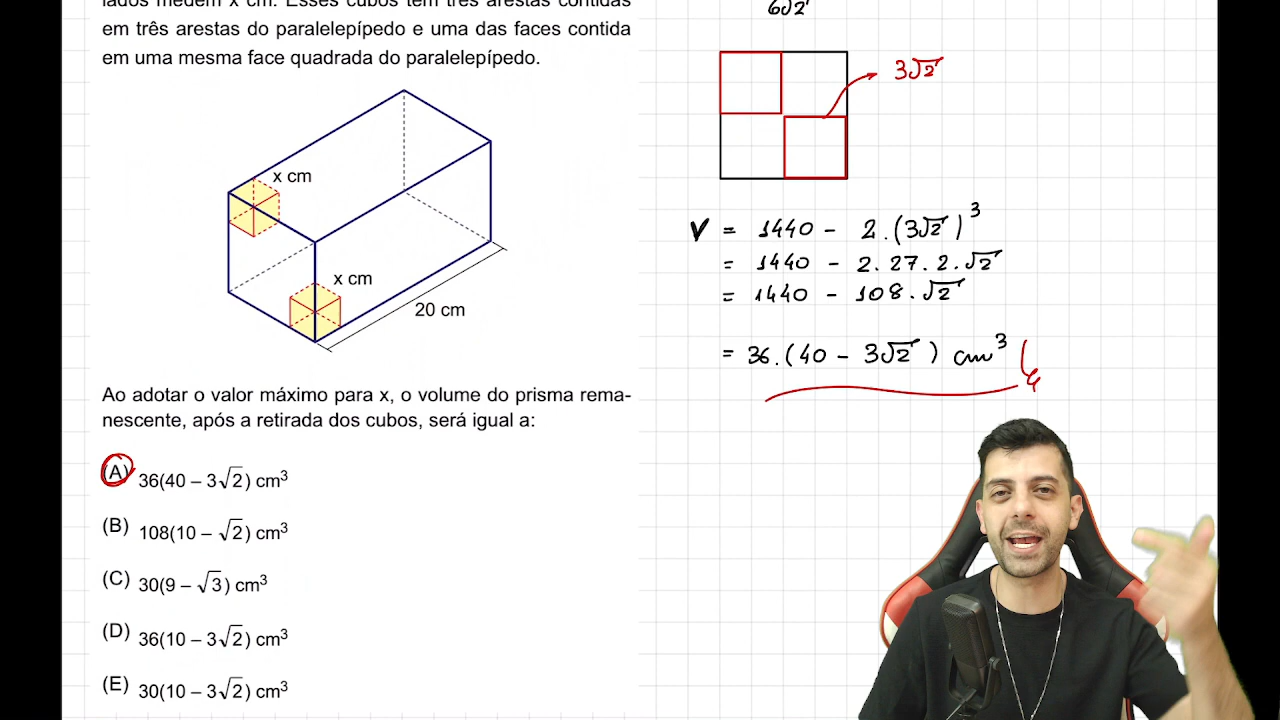 lados medem x cm. Esses cubos têm três arestas contidas
em três arestas do paralelepípedo e uma das faces contida
em uma mesma face quadrada do paralelepípedo.
x cm
x cm
20 cm
Ao adotar o valor máximo para x, o volume do prisma rema-
nescente, após a retirada dos cubos, será igual a:
(A) 36(40 – 3√2) cm³
(B) 108(10 – √2) cm³
(C) 30(9 – √3) cm³
(D) 36(10 – 3√2) cm³
(E) 30(10 – 3√2) cm³
6√2
3√2
V = 1440 - 2.(3√2)³
= 1440 - 2.27.2.√2
= 1440 - 108.√2
= 36.(40 - 3√2) cm³